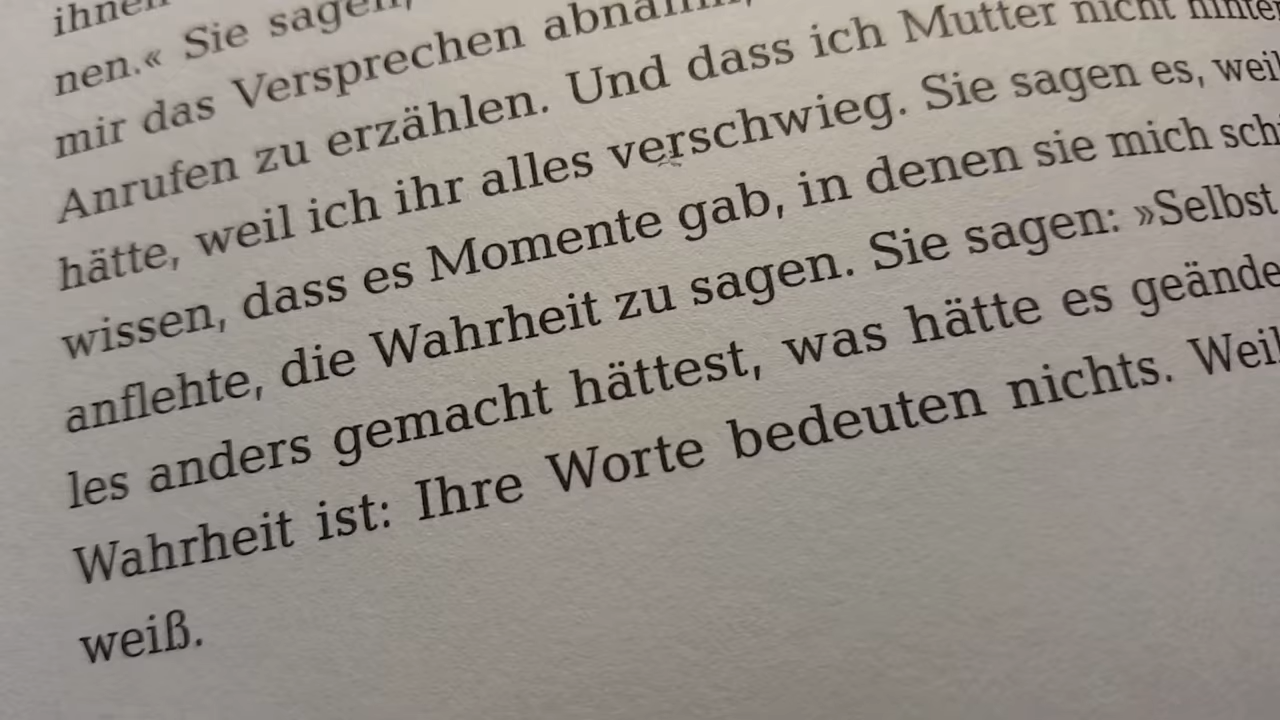 ihnen
nen.« Sie sagen,
mir das Versprechen abnahm,
Anrufen zu erzählen. Und dass ich Mutter nicht
hätte, weil ich ihr alles verschwieg. Sie sagen es, weil
wissen, dass es Momente gab, in denen sie mich
anflehte, die Wahrheit zu sagen. Sie sagen: »Selbst
les anders gemacht hättest, was hätte es
Wahrheit ist: Ihre Worte bedeuten nichts. Weil
weiß.